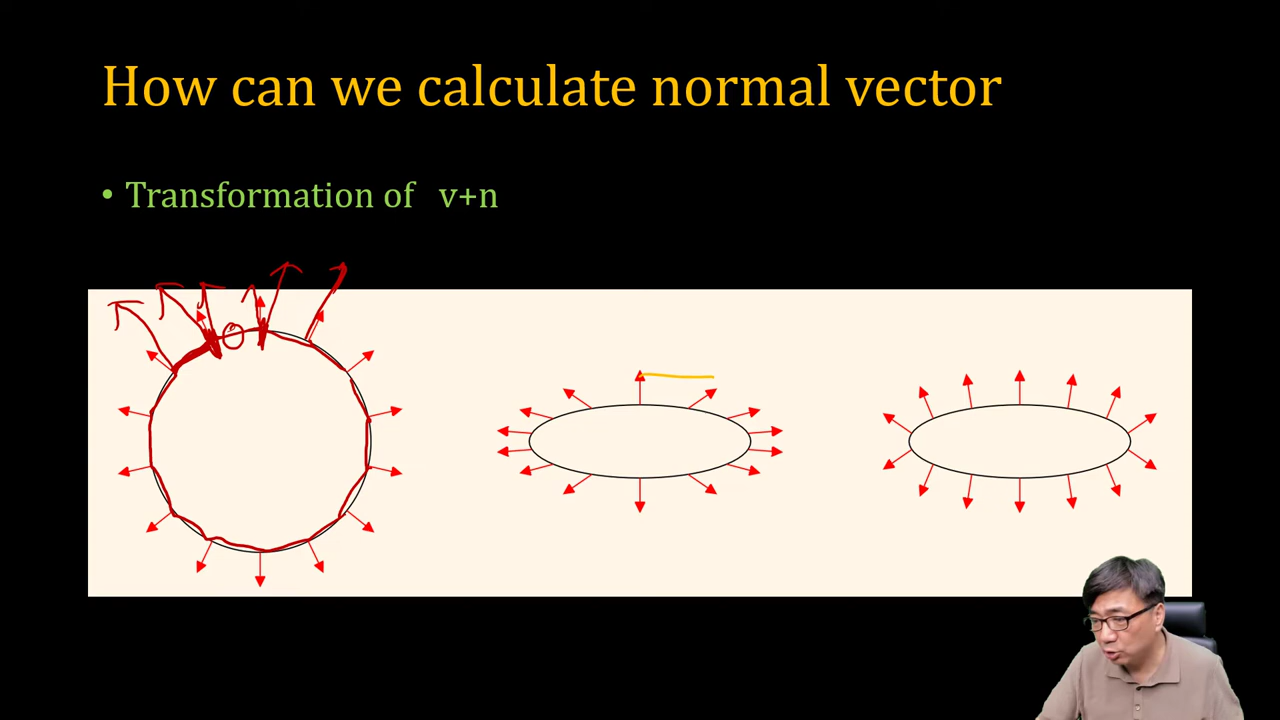 How can we calculate normal vector
• Transformation of v+n